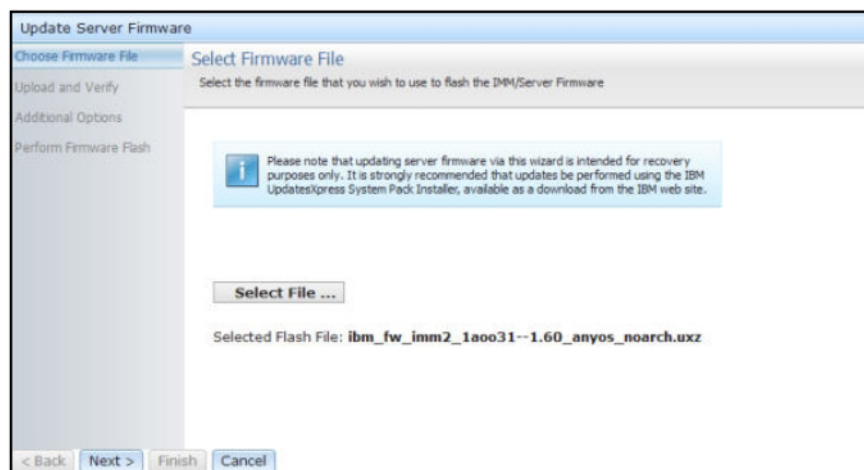 Update Server Firmware
Choose Firmware File
Upload and Verify
Additional Options
Perform Firmware Flash
Select Firmware File
Select the firmware file that you wish to use to flash the IMM/Server Firmware
Please note that updating server firmware via this wizard is intended for recovery
purposes only. It is strongly recommended that updates be performed using the IBM
UpdatesXpress System Pack Installer, available as a download from the IBM web site.
Select File ...
Selected Flash File: ibm_fw_imm2_1aoo31--1.60_anyos_noarch.uxz
< Back Next > Finish Cancel